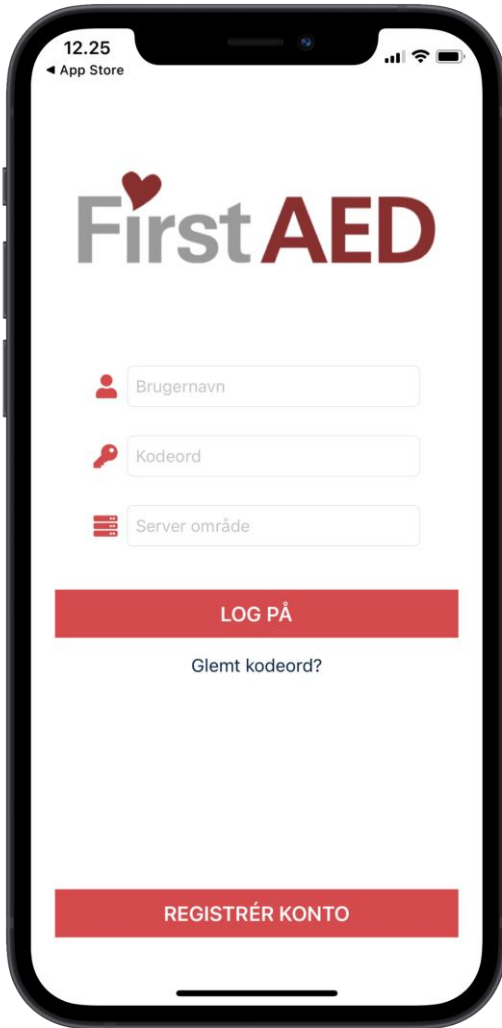 12.25
◀ App Store
First AED
Brugernavn
Kodeord
Server område
LOG PÅ
Glemt kodeord?
REGISTRÉR KONTO